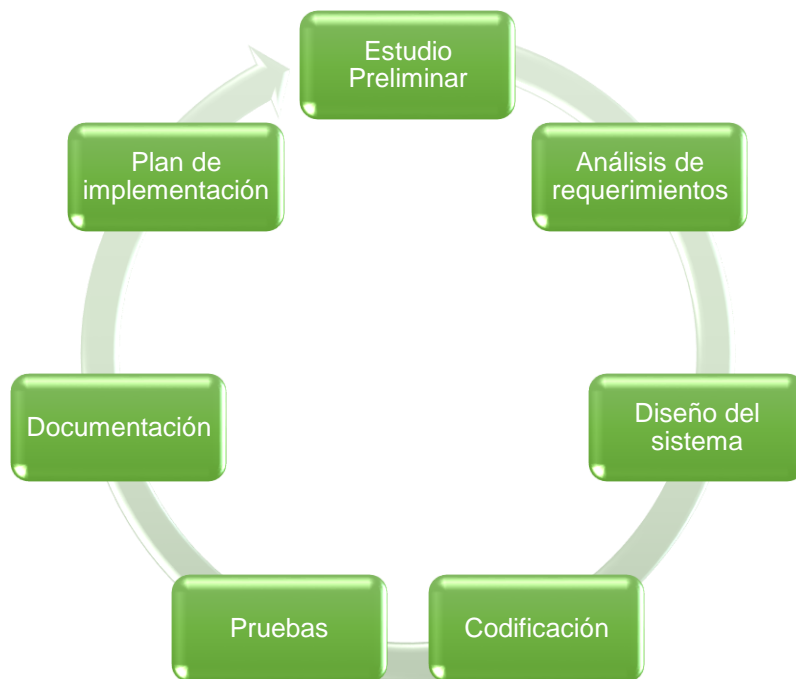 Estudio
Preliminar
Análisis de
requerimientos
Diseño del
sistema
Codificación
Pruebas
Documentación
Plan de
implementación